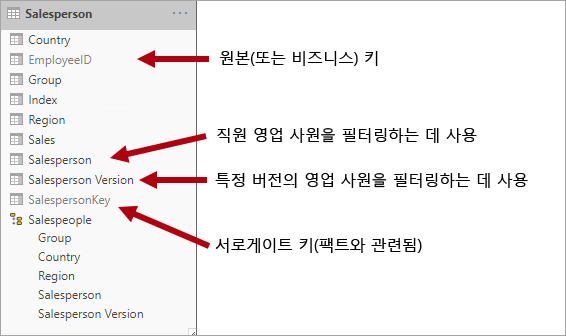 Salesperson ...
Country
EmployeeID
원본(또는 비즈니스) 키
Group
Index
Region
Sales
직원 영업 사원을 필터링하는 데 사용
Salesperson
Salesperson Version
특정 버전의 영업 사원을 필터링하는 데 사용
SalespersonKey
Salespeople
Group
서로게이트 키(팩트와 관련됨)
Country
Region
Salesperson
Salesperson Version